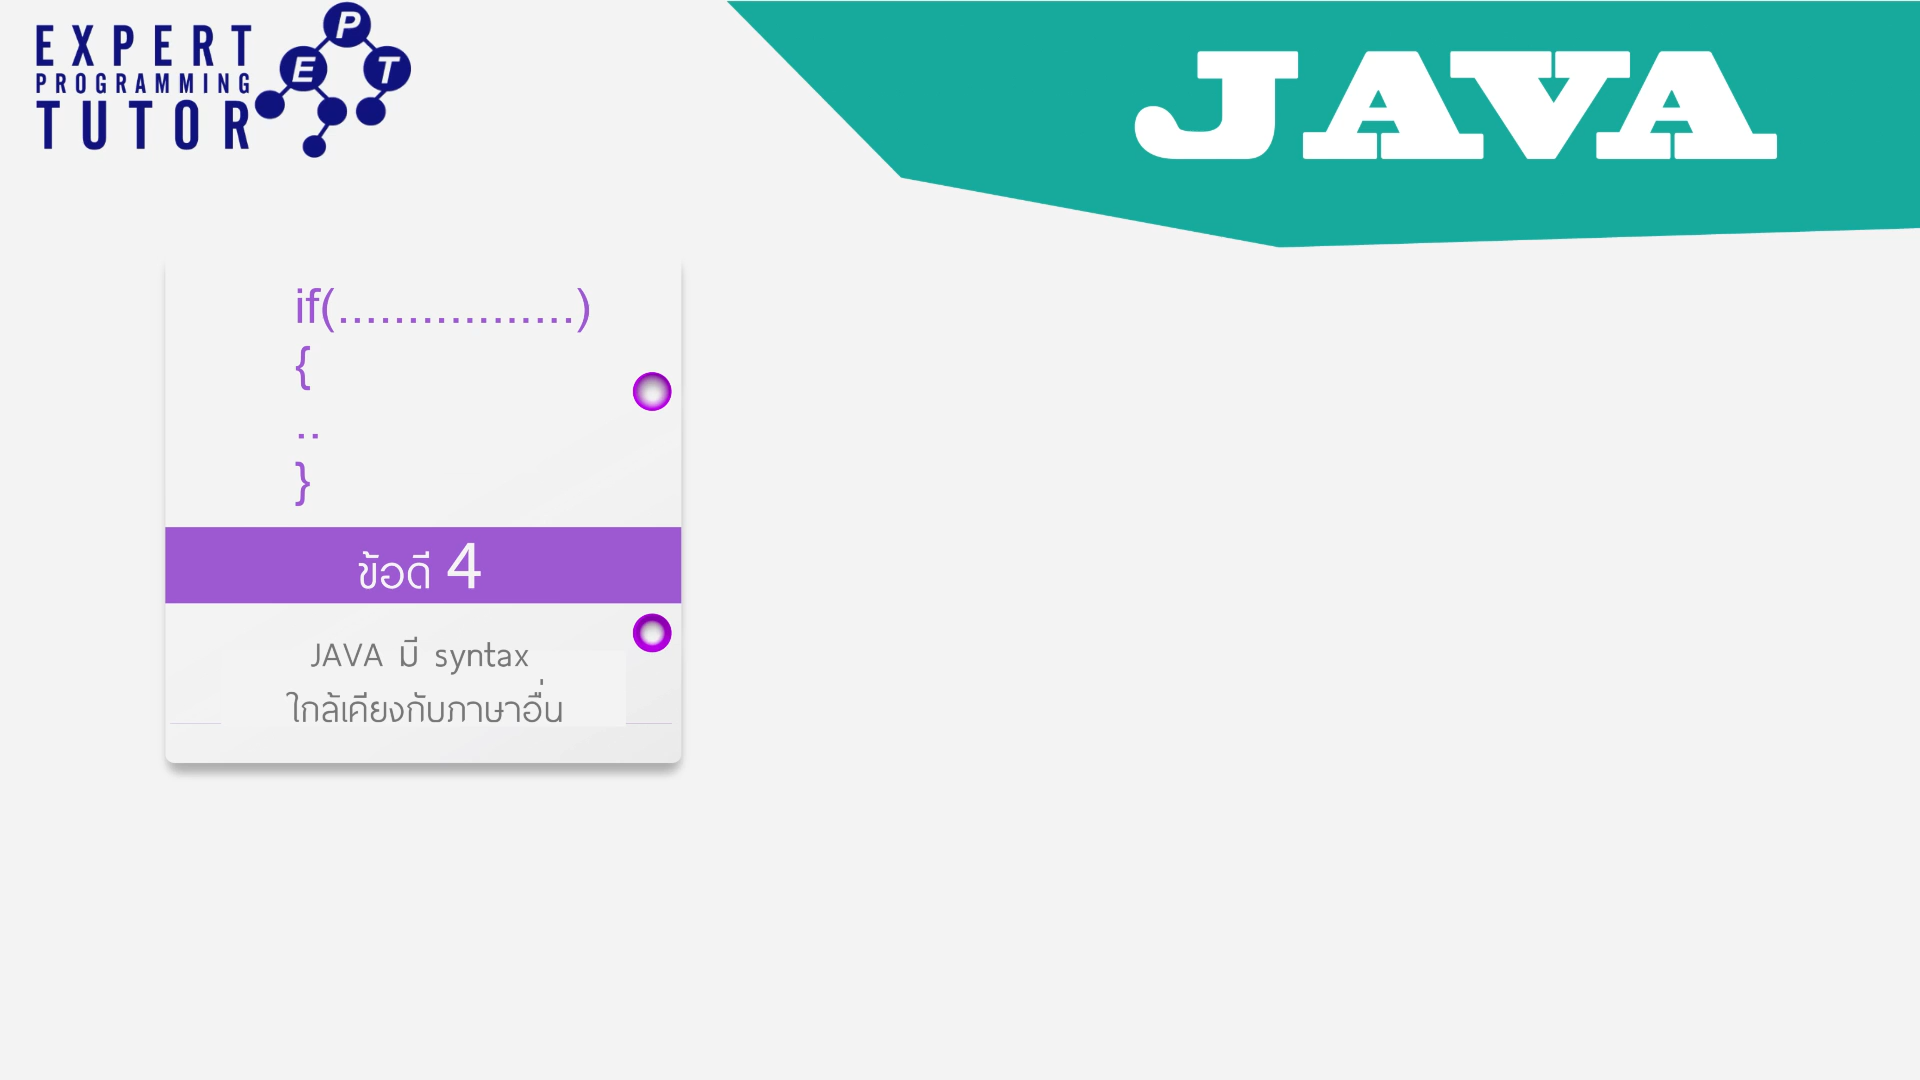 EXPERT
PROGRAMMING
TUTOR
P
E T
JAVA
if(.................)
{
..
}
ข้อดี 4
JAVA มี syntax
ใกล้เคียงกับภาษาอื่น